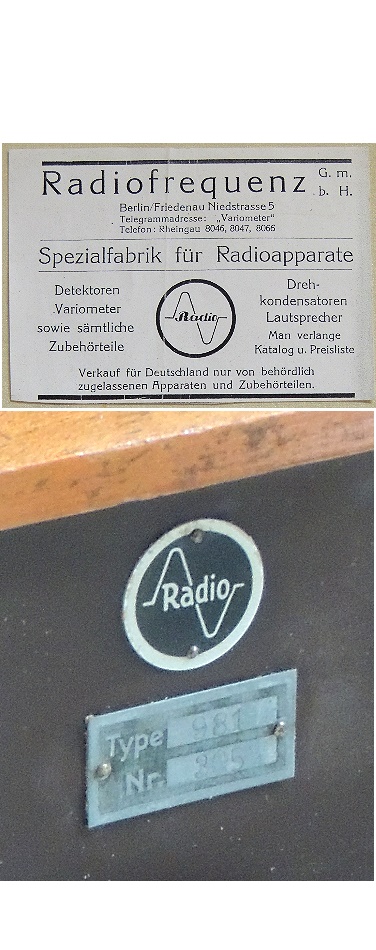 Radiofrequenz G. m. b. H.
Berlin/Friedenau Niedstrasse 5
Telegrammadresse: „Variometer"
Telefon: Rheingau 8046, 8047, 8066
Spezialfabrik für Radioapparate
Detektoren
Variometer
sowie sämtliche
Zubehörteile
Radio
Dreh-
kondensatoren
Lautsprecher
Man verlange
Katalog u. Preisliste
Verkauf für Deutschland nur von behördlich
zugelassenen Apparaten und Zubehörteilen.
Radio
Type 981
Nr.